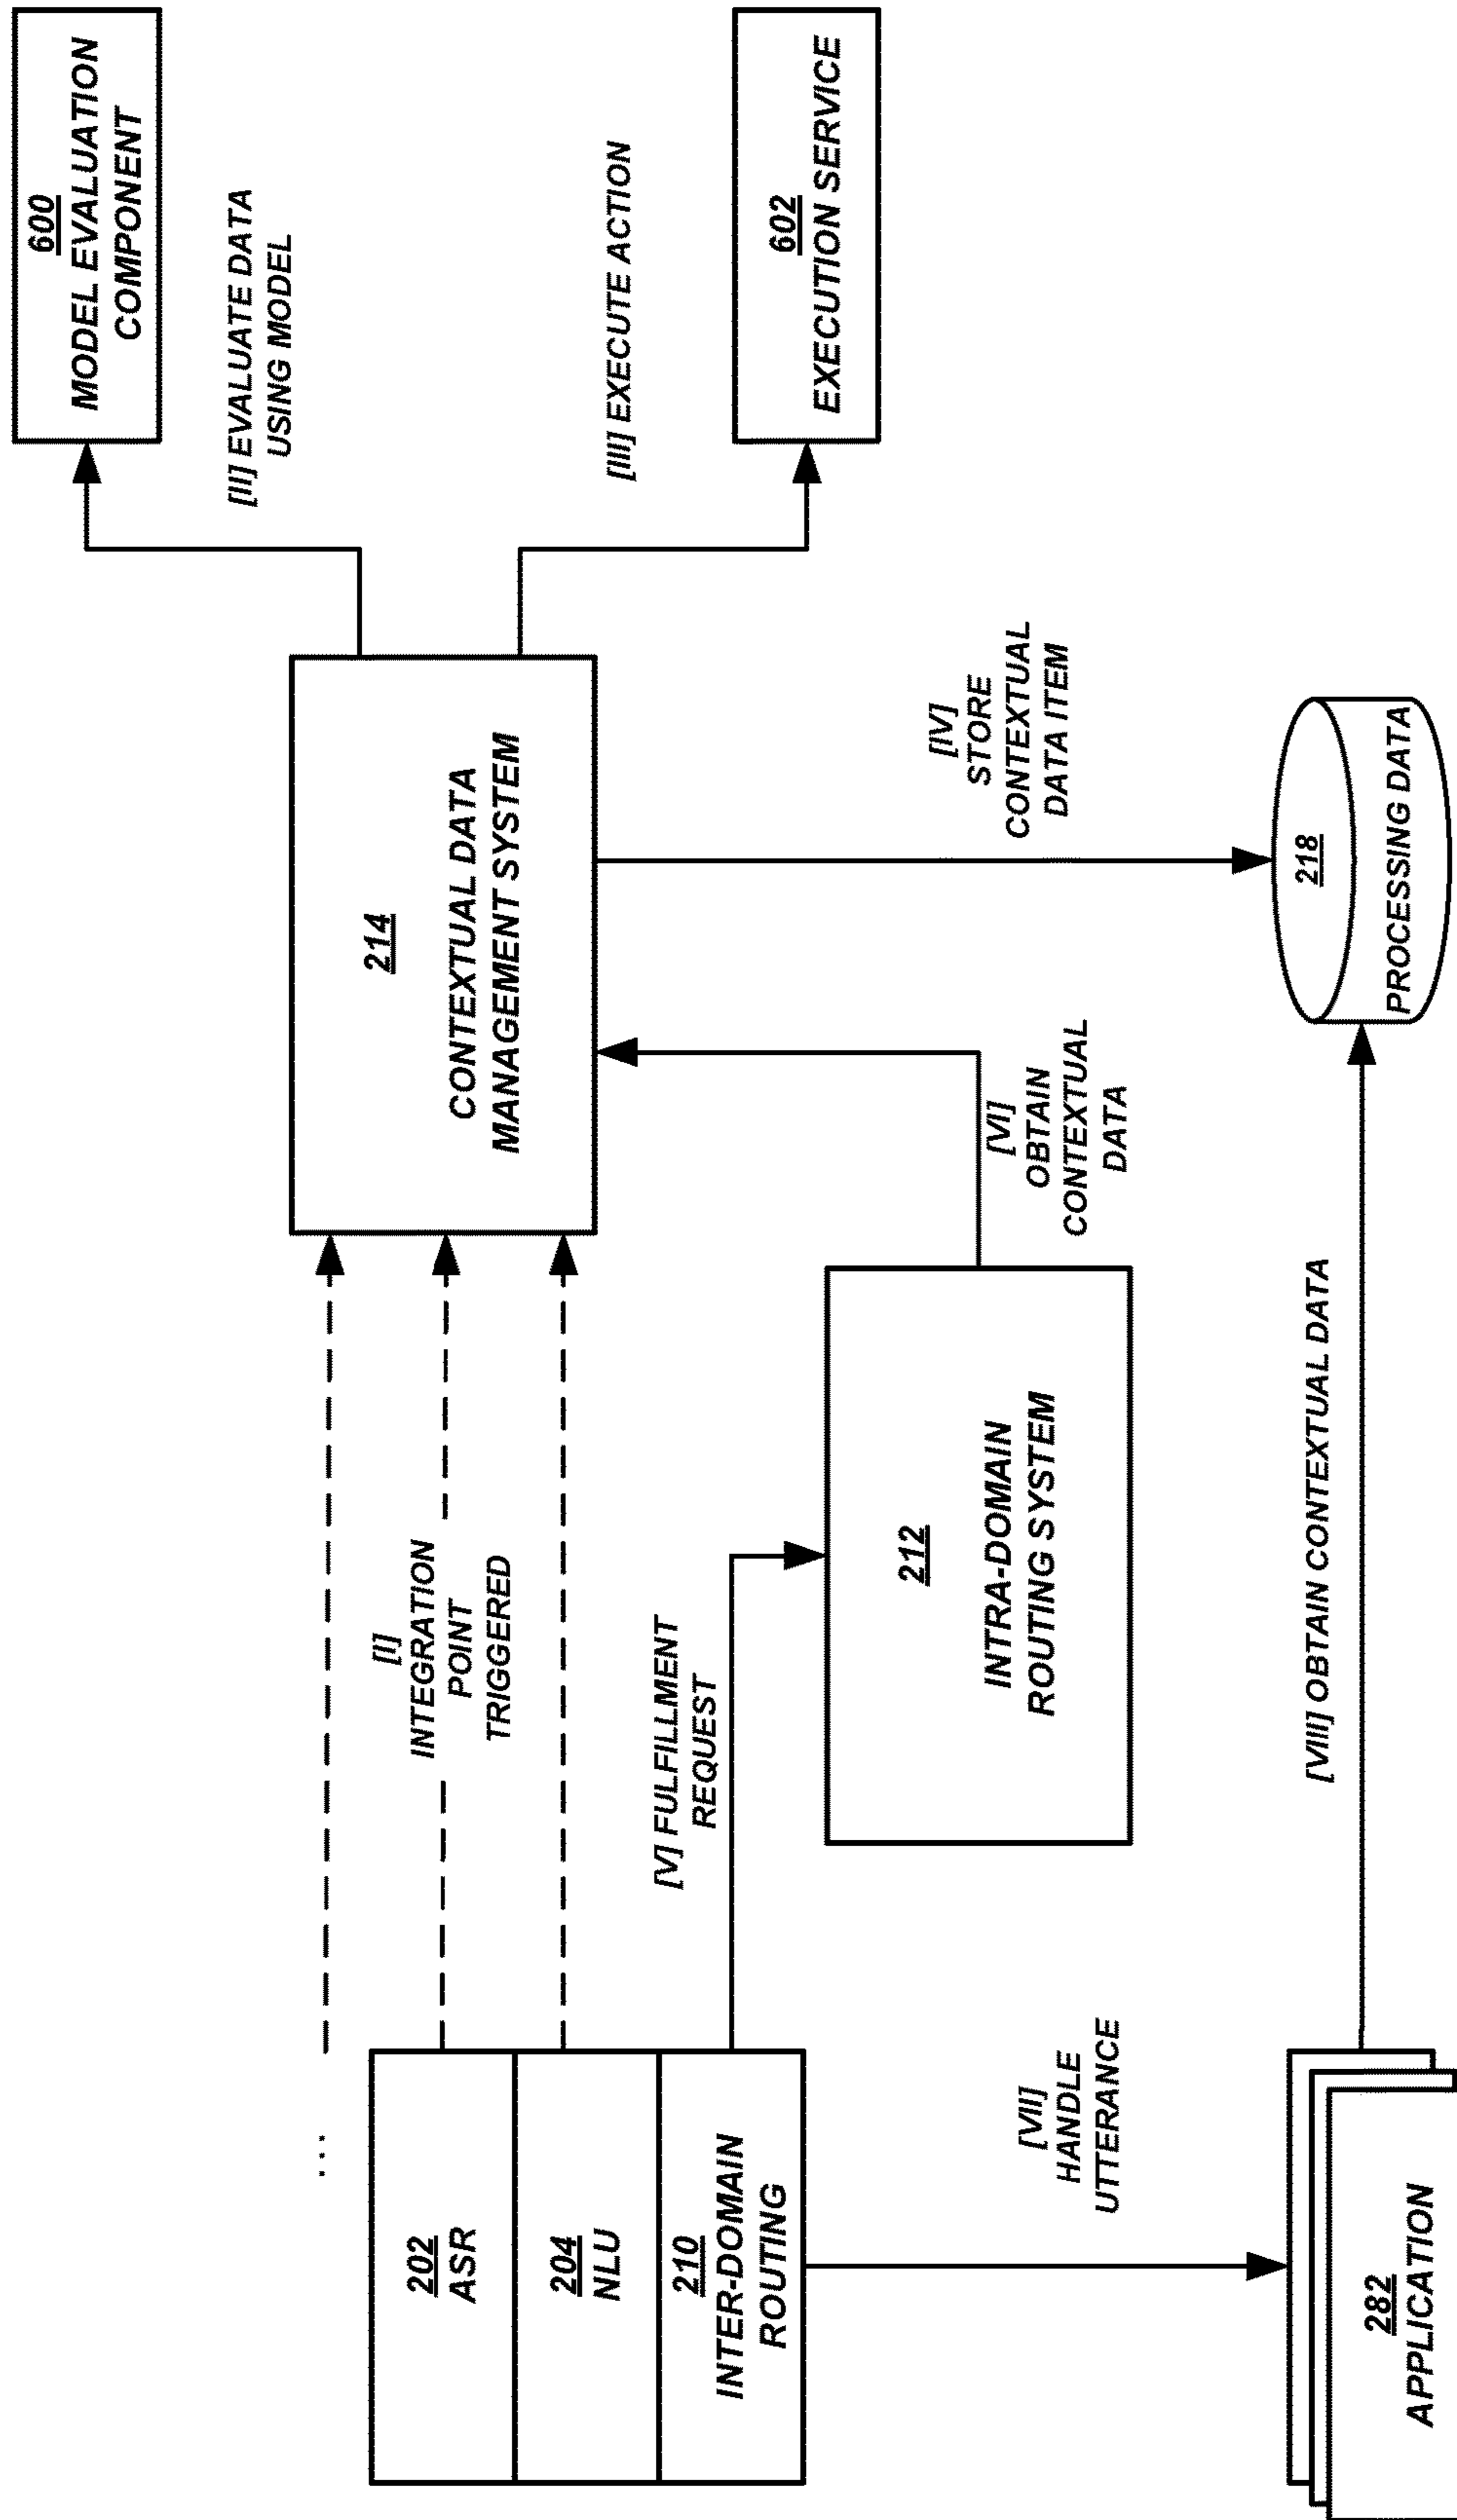 ...
202
ASR
204
NLU
210
INTER-DOMAIN
ROUTING
[I]
INTEGRATION
POINT
TRIGGERED
214
CONTEXTUAL DATA
MANAGEMENT SYSTEM
600
MODEL EVALUATION
COMPONENT
[II] EVALUATE DATA
USING MODEL
[III] EXECUTE ACTION
602
EXECUTION SERVICE
[V] FULFILLMENT
REQUEST
212
INTRA-DOMAIN
ROUTING SYSTEM
[VI]
OBTAIN
CONTEXTUAL
DATA
[IV]
STORE
CONTEXTUAL
DATA ITEM
[VII]
HANDLE
UTTERANCE
282
APPLICATION
[VIII] OBTAIN CONTEXTUAL DATA
218
PROCESSING DATA